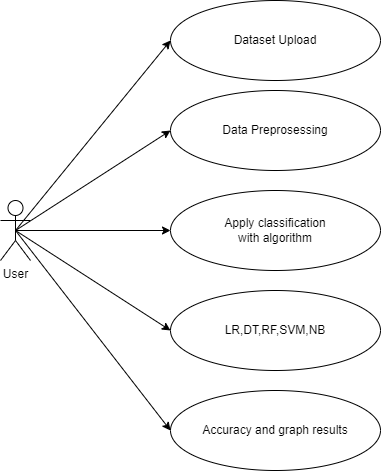 Dataset Upload
Data Preprosessing
Apply classification
with algorithm
User
LR,DT,RF,SVM,NB
Accuracy and graph results